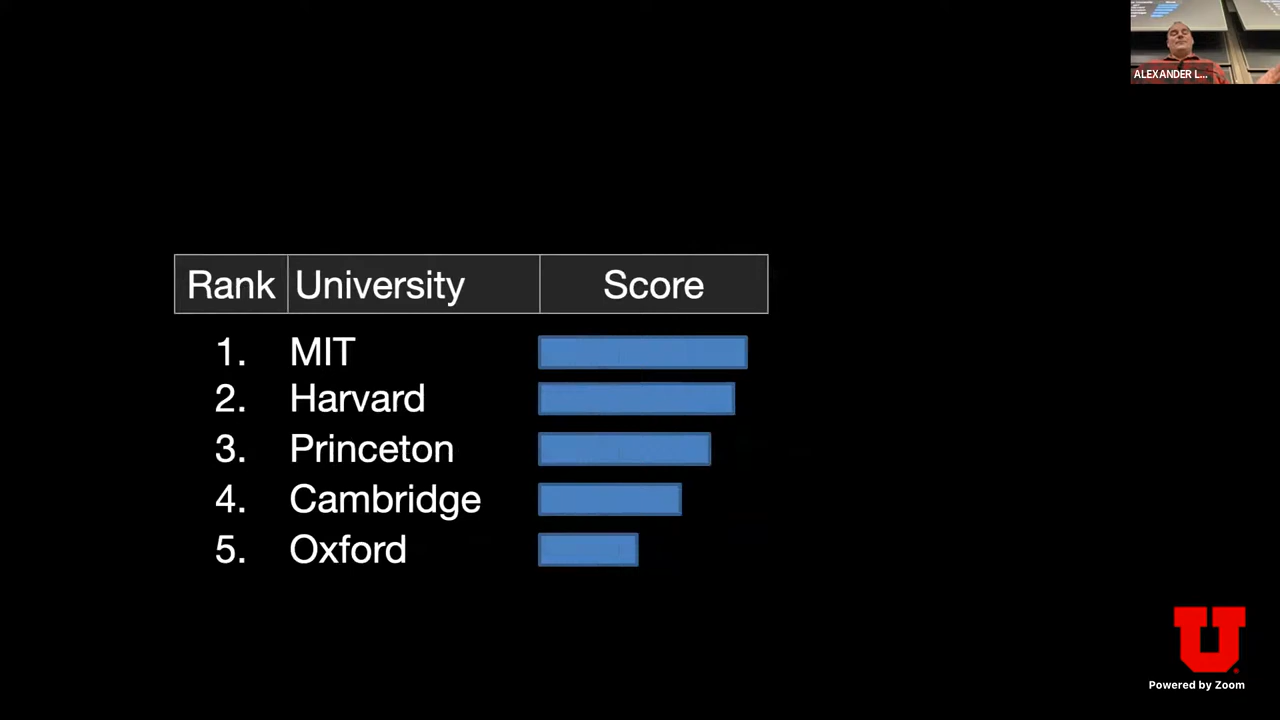 ALEXANDER L...
Rank University Score
1. MIT
2. Harvard
3. Princeton
4. Cambridge
5. Oxford
U
Powered by Zoom